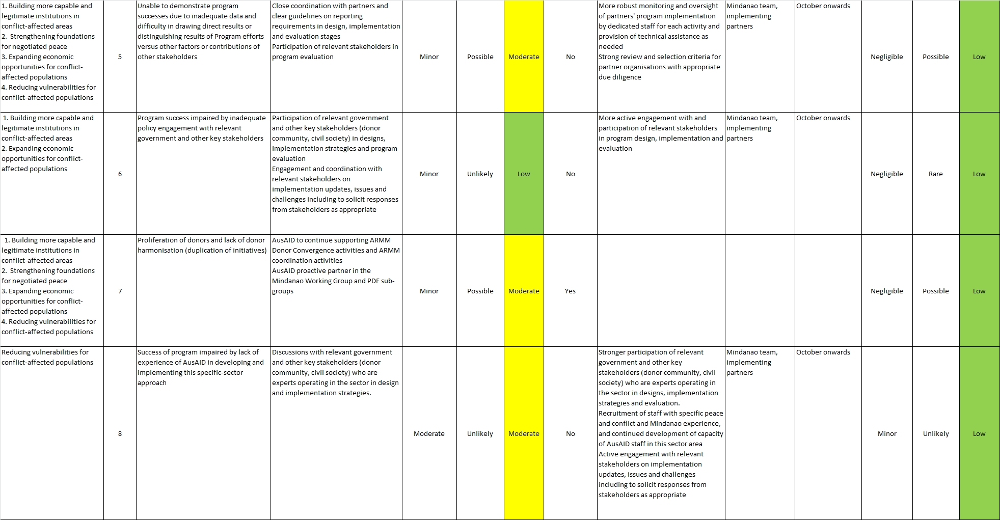 1. Building more capable and
legitimate institutions in
conflict-affected areas
2.  Strengthening foundations
for negotiated peace
3. Expanding economic
opportunities for conflict-
affected populations
4. Reducing vulnerabilities for
conflict-affected populations
5
Unable to demonstrate program
successes due to inadequate data and
difficulty in drawing direct results or
distinguishing results of Program efforts
versus other factors or contributions of
other stakeholders
Close coordination with partners and
clear guidelines on reporting
requirements in design, implementation
and evaluation stages
Participation of relevant stakeholders in
program evaluation
Minor
Possible
Moderate
No
More robust monitoring and oversight
of partners' program implementation
by dedicated staff for each activity and
provision of technical assistance as
needed
Strong review and selection criteria for
partner organisations with appropriate
due diligence
Mindanao team,
implementing
partners
October onwards
Negligible
Possible
Low
1. Building more capable and
legitimate institutions in
conflict-affected areas
2. Expanding economic
opportunities for conflict-
affected populations
6
Program success impaired by inadequate
policy engagement with relevant
government and other key stakeholders
Participation of relevant government
and other key stakeholders (donor
community, civil society) in designs,
implementation strategies and program
evaluation
Engagement and coordination with
relevant stakeholders on
implementation updates, issues and
challenges including to solicit responses
from stakeholders as appropriate
Minor
Unlikely
Low
No
More active engagement with and
participation of relevant stakeholders
in program design, implementation and
evaluation
Mindanao team,
implementing
partners
October onwards
Negligible
Rare
Low
1. Building more capable and
legitimate institutions in
conflict-affected areas
2.  Strengthening foundations
for negotiated peace
3. Expanding economic
opportunities for conflict-
affected populations
4. Reducing vulnerabilities for
conflict-affected populations
7
Proliferation of donors and lack of donor
harmonisation (duplication of initiatives)
AusAID to continue supporting ARMM
Donor Convergence activities and ARMM
coordination activities
AusAID proactive partner in the
Mindanao Working Group and PDF sub-
groups
Minor
Possible
Moderate
Yes
Negligible
Possible
Low
Reducing vulnerabilities for
conflict-affected populations
8
Success of program impaired by lack of
experience of AusAID in developing and
implementing this specific-sector
approach
Discussions with relevant government
and other key stakeholders (donor
community, civil society) who are
experts operating in the sector in design
and implementation strategies.
Moderate
Unlikely
Moderate
No
Stronger participation of relevant
government and other key
stakeholders (donor community, civil
society) who are experts operating in
the sector in designs, implementation
strategies and evaluation.
Recruitment of staff with specific peace
and conflict and Mindanao experience,
and continued development of capacity
of AusAID staff in this sector area
Active engagement with relevant
stakeholders on implementation
updates, issues and challenges
including to solicit responses from
stakeholders as appropriate
Mindanao team,
implementing
partners
October onwards
Minor
Unlikely
Low